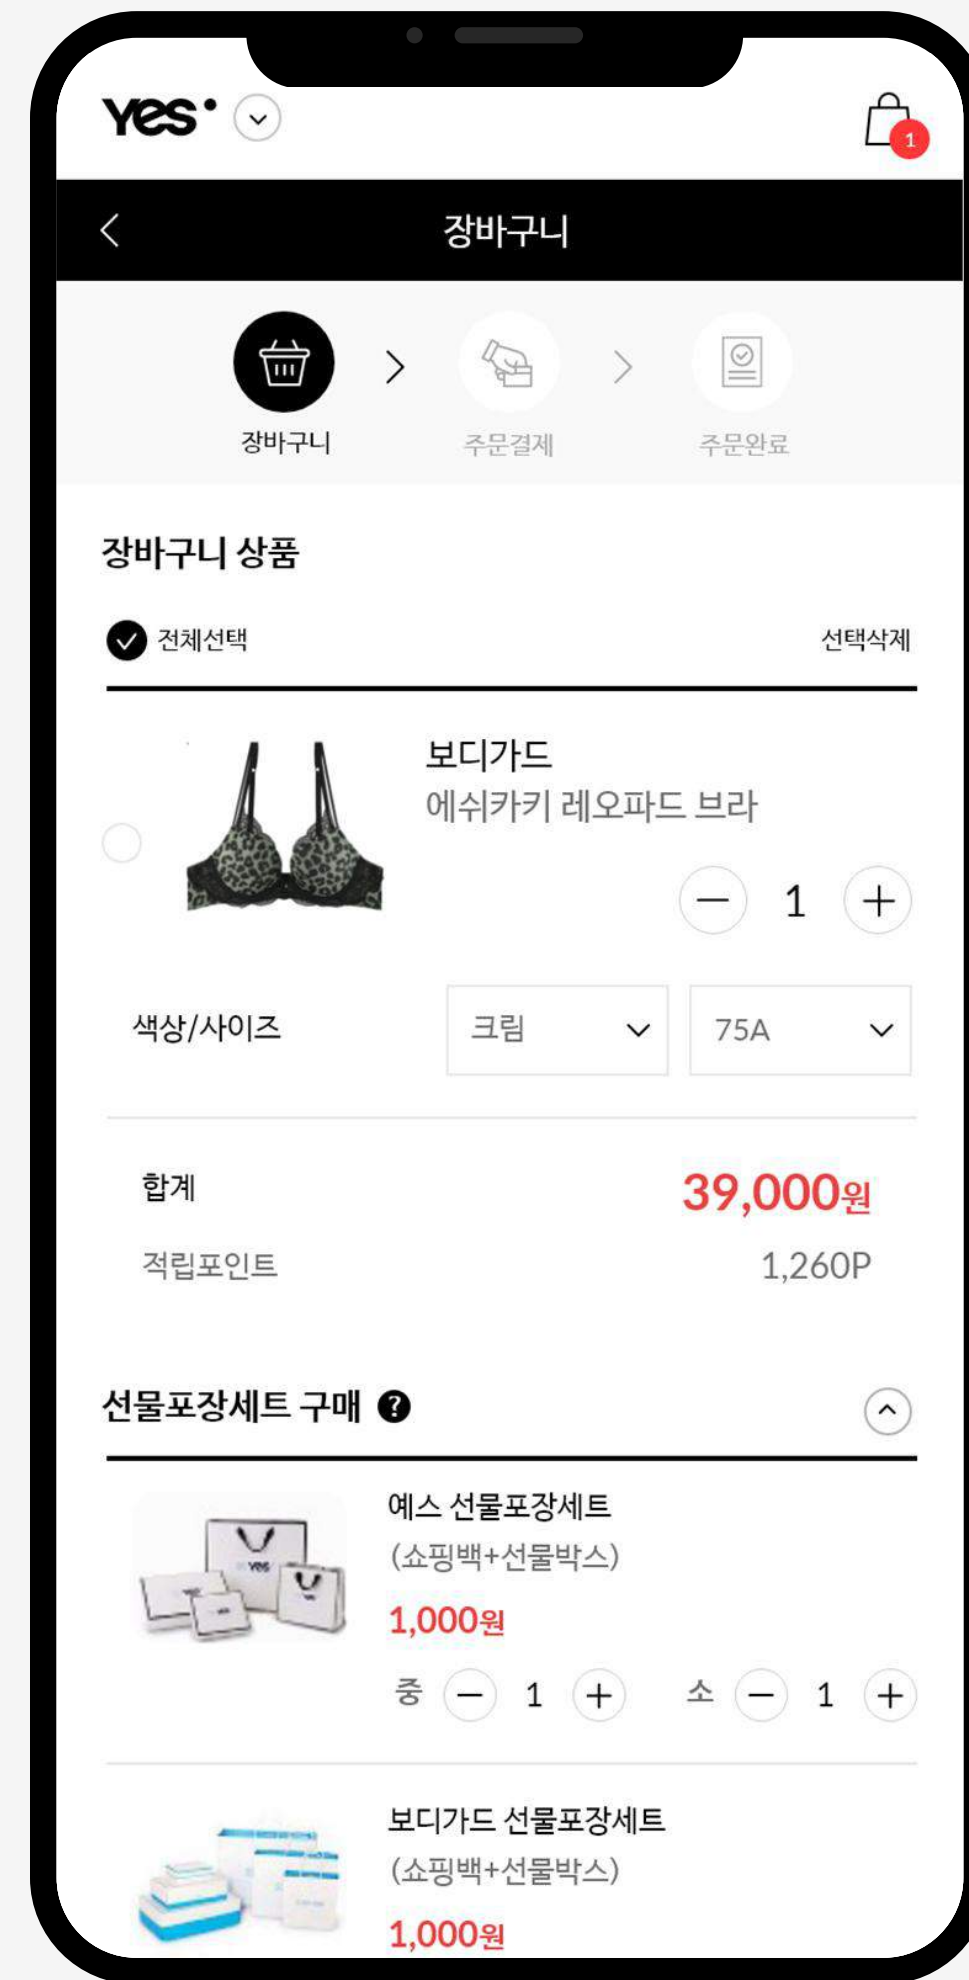 Yes
1
장바구니
장바구니
주문결제
주문완료
장바구니 상품
전체선택
선택삭제
보디가드
에쉬카키 레오파드 브라
1
색상/사이즈
크림
75A
합계
39,000원
적립포인트
1,260P
선물포장세트 구매 ?
예스 선물포장세트
(쇼핑백+선물박스)
1,000원
중 1 소 1
보디가드 선물포장세트
(쇼핑백+선물박스)
1,000원